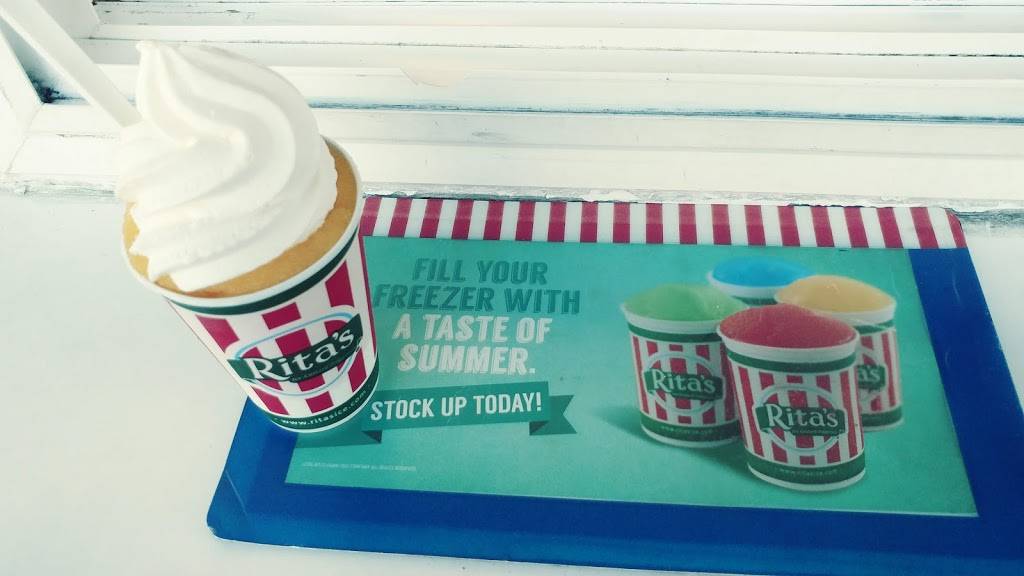 Rita's
www.ritasice.com
FILL YOUR
FREEZER WITH
A TASTE OF
SUMMER.
STOCK UP TODAY!
Rita's
Rita's